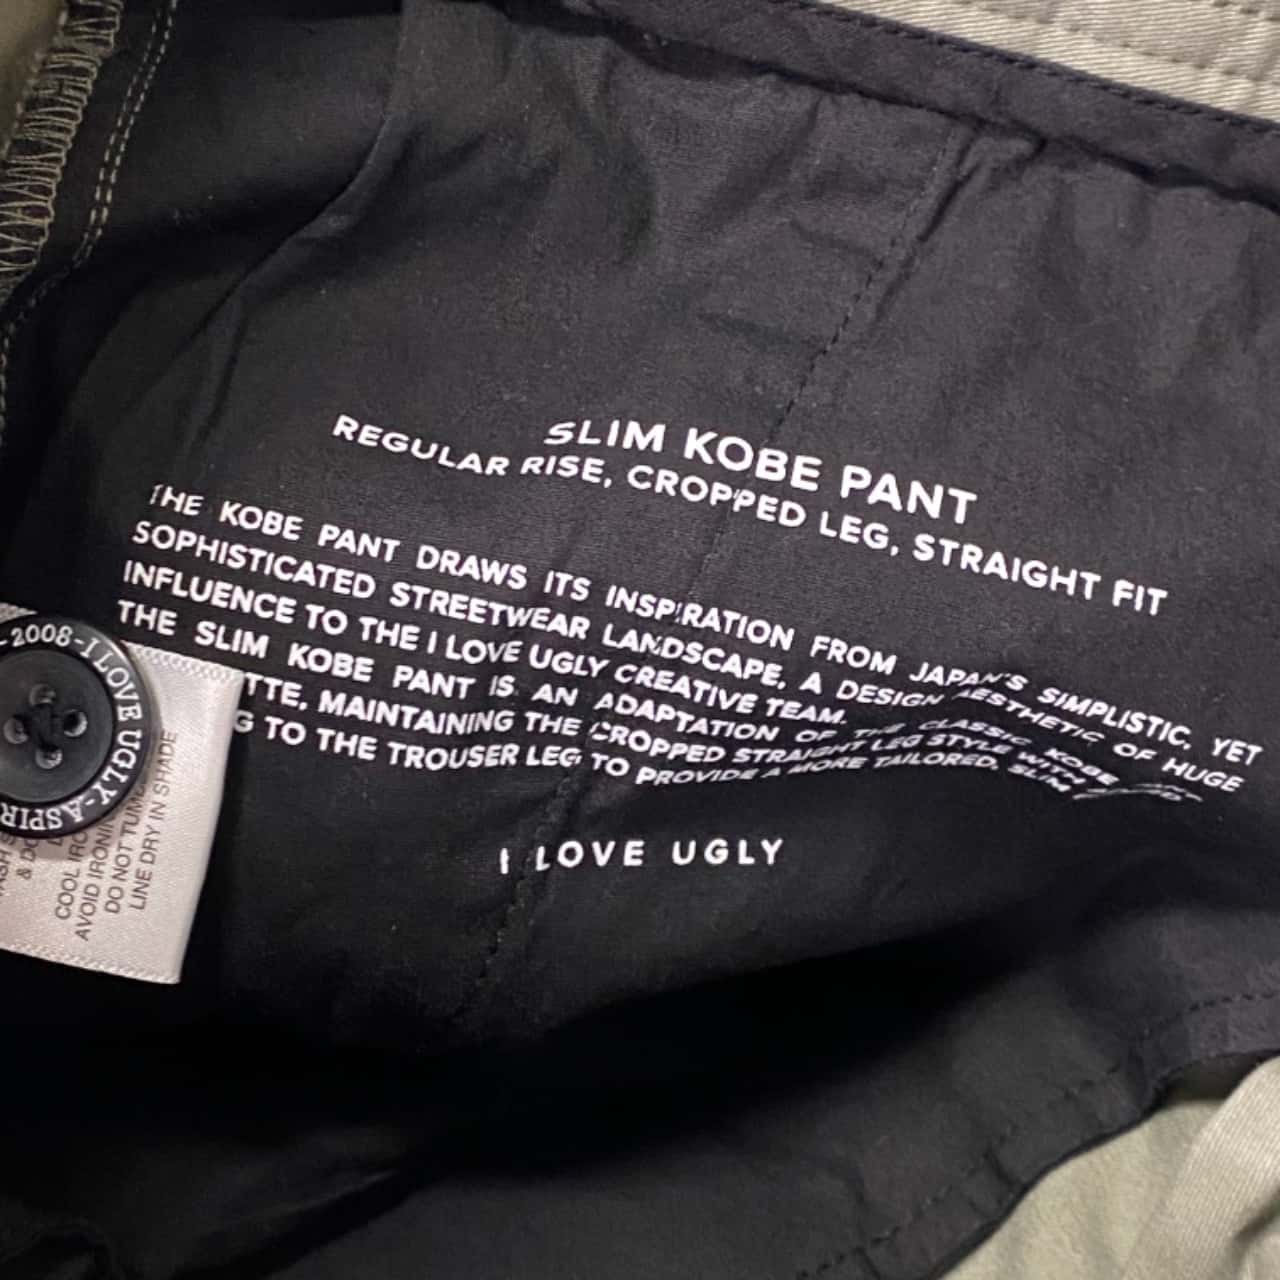 SLIM KOBE PANT
REGULAR RISE, CROPPED LEG, STRAIGHT FIT
THE KOBE PANT DRAWS ITS INSPIRATION FROM JAPAN'S SIMPLISTIC, YET
SOPHISTICATED STREETWEAR LANDSCAPE, A DESIGN AESTHETIC OF HUGE
INFLUENCE TO THE I LOVE UGLY CREATIVE TEAM.
THE SLIM KOBE PANT IS AN ADAPTATION OF THE CLASSIC KOBE
TTE, MAINTAINING THE CROPPED STRAIGHT LEG STYLE WITH
G TO THE TROUSER LEG TO PROVIDE A MORE TAILORED, SLIM
I LOVE UGLY
-2008-I LOVE UGLY-ASPIR
& DO
COOL IRO
AVOID IRONI
DO NOT TUM
LINE DRY IN SHADE